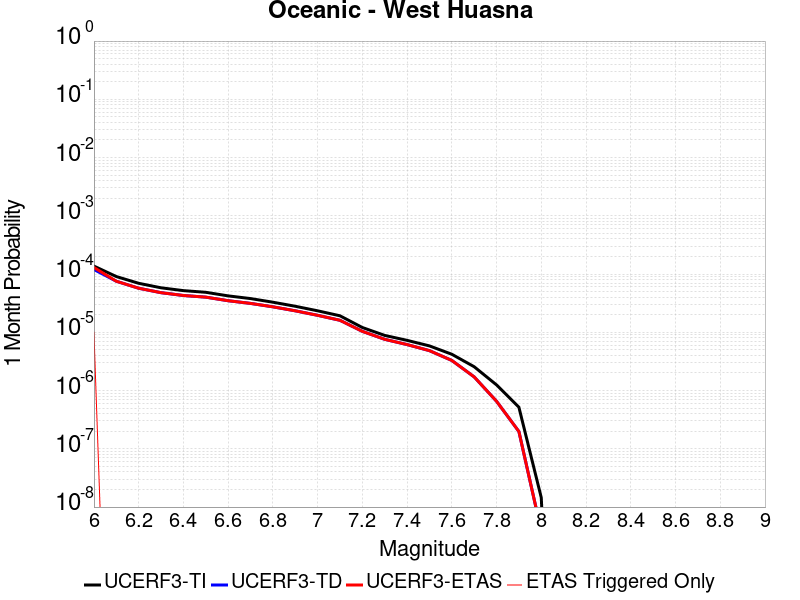 Oceanic - West Huasna
10^0
10^-1
10^-2
10^-3
10^-4
10^-5
10^-6
10^-7
10^-8
1 Month Probability
6 6.2 6.4 6.6 6.8 7 7.2 7.4 7.6 7.8 8 8.2 8.4 8.6 8.8 9
Magnitude
UCERF3-TI UCERF3-TD UCERF3-ETAS ETAS Triggered Only